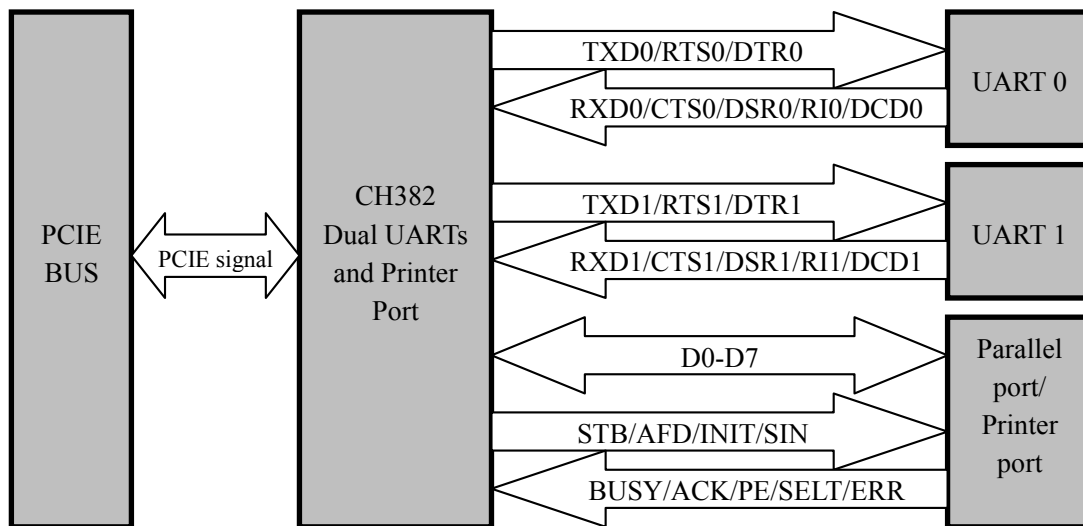 PCIE
BUS
PCIE signal
CH382
Dual UARTs
and Printer
Port
TXD0/RTS0/DTR0
RXD0/CTS0/DSR0/RI0/DCD0
UART 0
TXD1/RTS1/DTR1
RXD1/CTS1/DSR1/RI1/DCD1
UART 1
D0-D7
STB/AFD/INIT/SIN
BUSY/ACK/PE/SELT/ERR
Parallel
port/
Printer
port